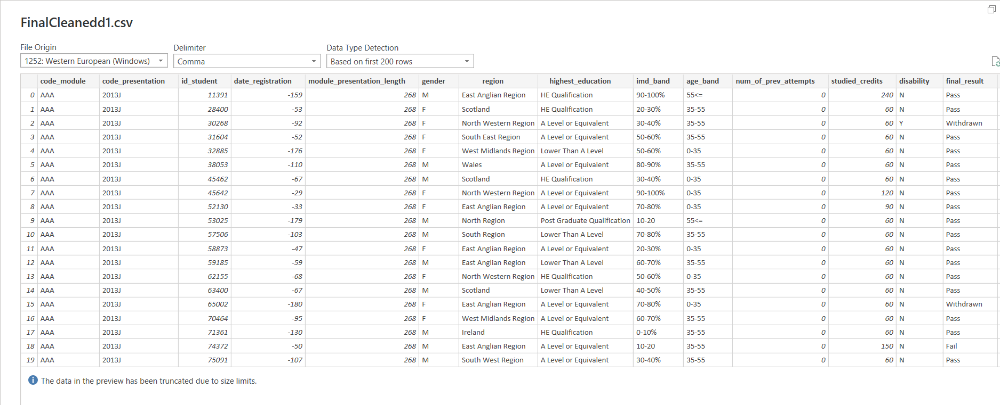 FinalCleanedd1.csv
File Origin Delimiter Data Type Detection
1252: Western European (Windows) Comma Based on first 200 rows
code_module code_presentation id_student date_registration module_presentation_length gender region highest_education imd_band age_band num_of_prev_attempts studied_credits disability final_result
0 AAA 2013J 11391 -159 268 M East Anglian Region HE Qualification 90-100% 55<= 0 240 N Pass
1 AAA 2013J 28400 -53 268 F Scotland HE Qualification 20-30% 35-55 0 60 N Pass
2 AAA 2013J 30268 -92 268 F North Western Region A Level or Equivalent 30-40% 35-55 0 60 Y Withdrawn
3 AAA 2013J 31604 -52 268 F South East Region A Level or Equivalent 50-60% 35-55 0 60 N Pass
4 AAA 2013J 32885 -176 268 F West Midlands Region Lower Than A Level 50-60% 0-35 0 60 N Pass
5 AAA 2013J 38053 -110 268 M Wales A Level or Equivalent 80-90% 35-55 0 60 N Pass
6 AAA 2013J 45462 -67 268 M Scotland HE Qualification 30-40% 0-35 0 60 N Pass
7 AAA 2013J 45642 -29 268 F North Western Region A Level or Equivalent 90-100% 0-35 0 120 N Pass
8 AAA 2013J 52130 -33 268 F East Anglian Region A Level or Equivalent 70-80% 0-35 0 90 N Pass
9 AAA 2013J 53025 -179 268 M North Region Post Graduate Qualification 10-20 55<= 0 60 N Pass
10 AAA 2013J 57506 -103 268 M South Region Lower Than A Level 70-80% 35-55 0 60 N Pass
11 AAA 2013J 58873 -47 268 F East Anglian Region A Level or Equivalent 20-30% 0-35 0 60 N Pass
12 AAA 2013J 59185 -59 268 M East Anglian Region Lower Than A Level 60-70% 35-55 0 60 N Pass
13 AAA 2013J 62155 -68 268 F North Western Region HE Qualification 50-60% 0-35 0 60 N Pass
14 AAA 2013J 63400 -67 268 M Scotland Lower Than A Level 40-50% 35-55 0 60 N Pass
15 AAA 2013J 65002 -180 268 F East Anglian Region A Level or Equivalent 70-80% 0-35 0 60 N Withdrawn
16 AAA 2013J 70464 -95 268 F West Midlands Region A Level or Equivalent 60-70% 35-55 0 60 N Pass
17 AAA 2013J 71361 -130 268 M Ireland HE Qualification 0-10% 35-55 0 60 N Pass
18 AAA 2013J 74372 -50 268 M East Anglian Region A Level or Equivalent 10-20 35-55 0 150 N Fail
19 AAA 2013J 75091 -107 268 M South West Region A Level or Equivalent 30-40% 35-55 0 60 N Pass
The data in the preview has been truncated due to size limits.